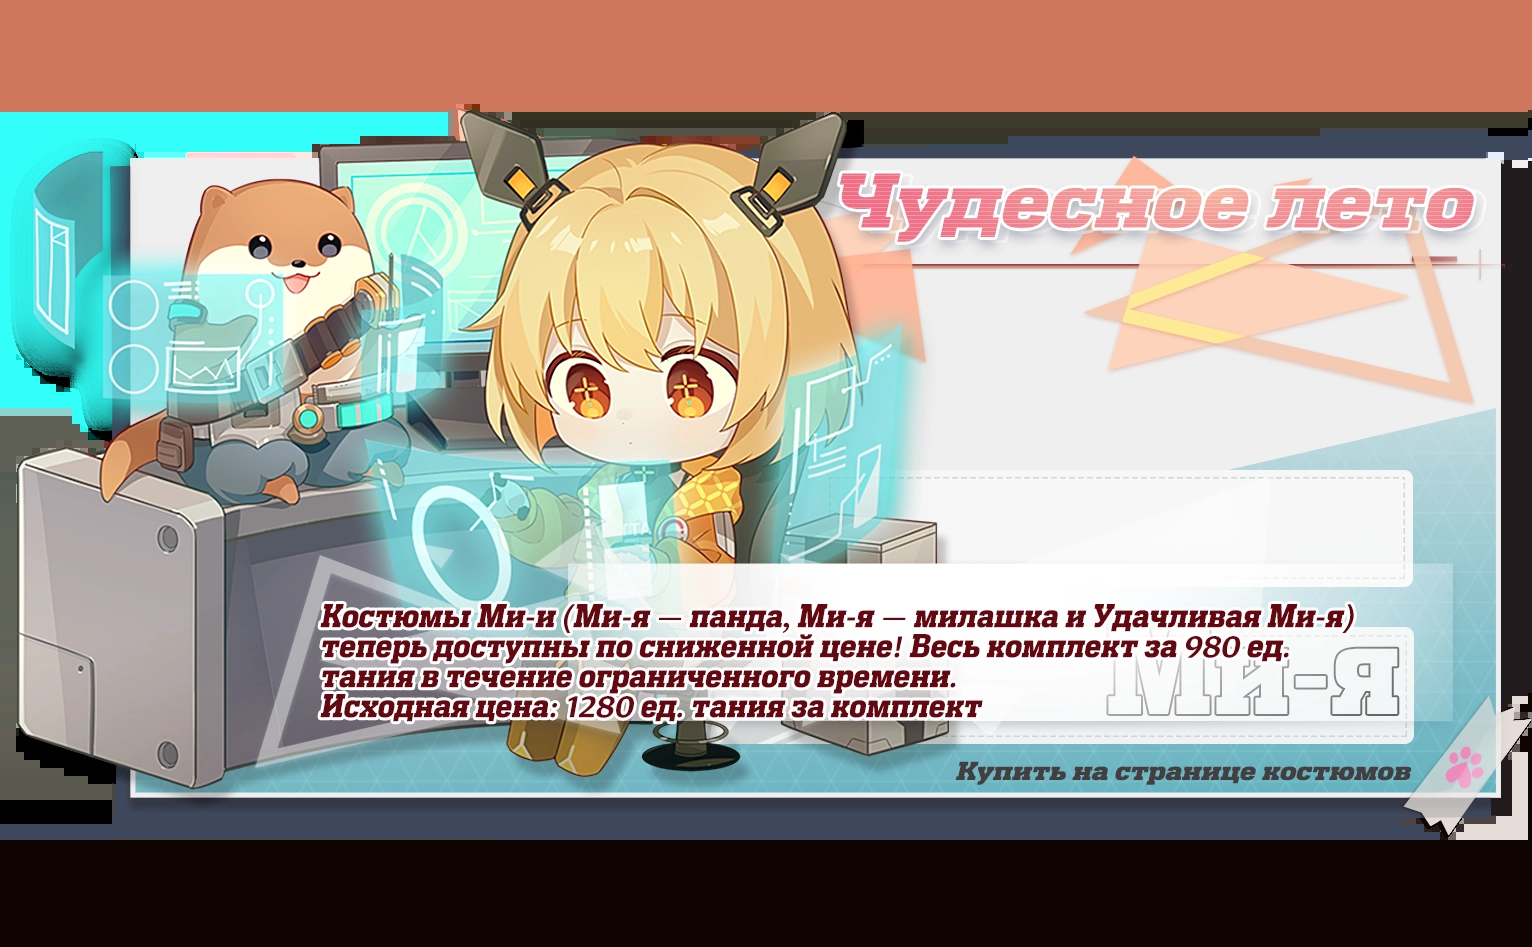 Чудесное лето
Костюмы Ми-и (Ми-я — панда, Ми-я — милашка и Удачливая Ми-я)
теперь доступны по сниженной цене! Весь комплект за 980 ед.
тания в течение ограниченного времени.
Исходная цена: 1280 ед. тания за комплект
МИ-Я
Купить на странице костюмов